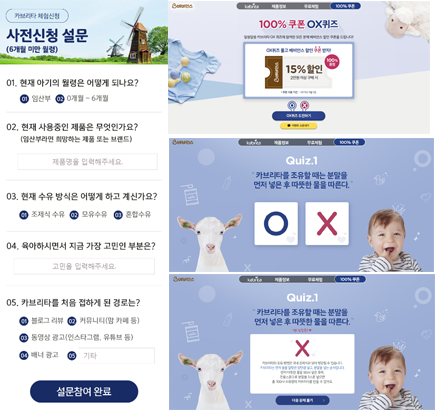 카브리타 체험신청
사전신청 설문
(6개월 미만 월령)
01. 현재 아기의 월령은 어떻게 되나요?
01 임산부 02 0개월 - 6개월
02. 현재 사용중인 제품은 무엇인가요?
(임산부라면 희망하는 제품 또는 브랜드)
제품명을 입력해주세요.
03. 현재 수유 방식은 어떻게 하고 계신가요?
01 조제식 수유 02 모유수유 03 혼합수유
04. 육아하시면서 지금 가장 고민인 부분은?
고민을 입력해주세요.
05. 카브리타를 처음 접하게 된 경로는?
01 블로그 리뷰 02 커뮤니티(맘 카페 등)
03 동영상 광고(인스타그램, 유튜브 등)
04 배너 광고 05 기타
설문참여 완료
kabrita 제품정보 무료체험 100% 쿠폰
100% 쿠폰 OX퀴즈
OX퀴즈 풀고 베이비언스 할인 쿠폰 받자!
100% 증정
15%할인
OX퀴즈 도전하기
kabrita 제품정보 무료체험 100% 쿠폰
Quiz.1
카브리타를 조유할 때는 분말을
먼저 넣은 후 따뜻한 물을 따른다.
O X
kabrita 제품정보 무료체험 100% 쿠폰
Quiz.1
카브리타를 조유할 때는 분말을
먼저 넣은 후 따뜻한 물을 따른다.
X
다음 문제 풀기